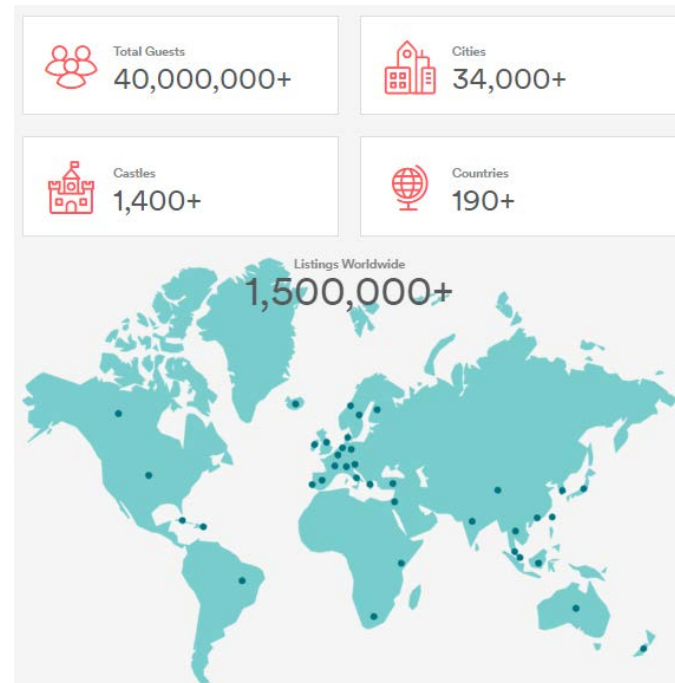 Total Guests
40,000,000+
Cities
34,000+
Castles
1,400+
Countries
190+
Listings Worldwide
1,500,000+